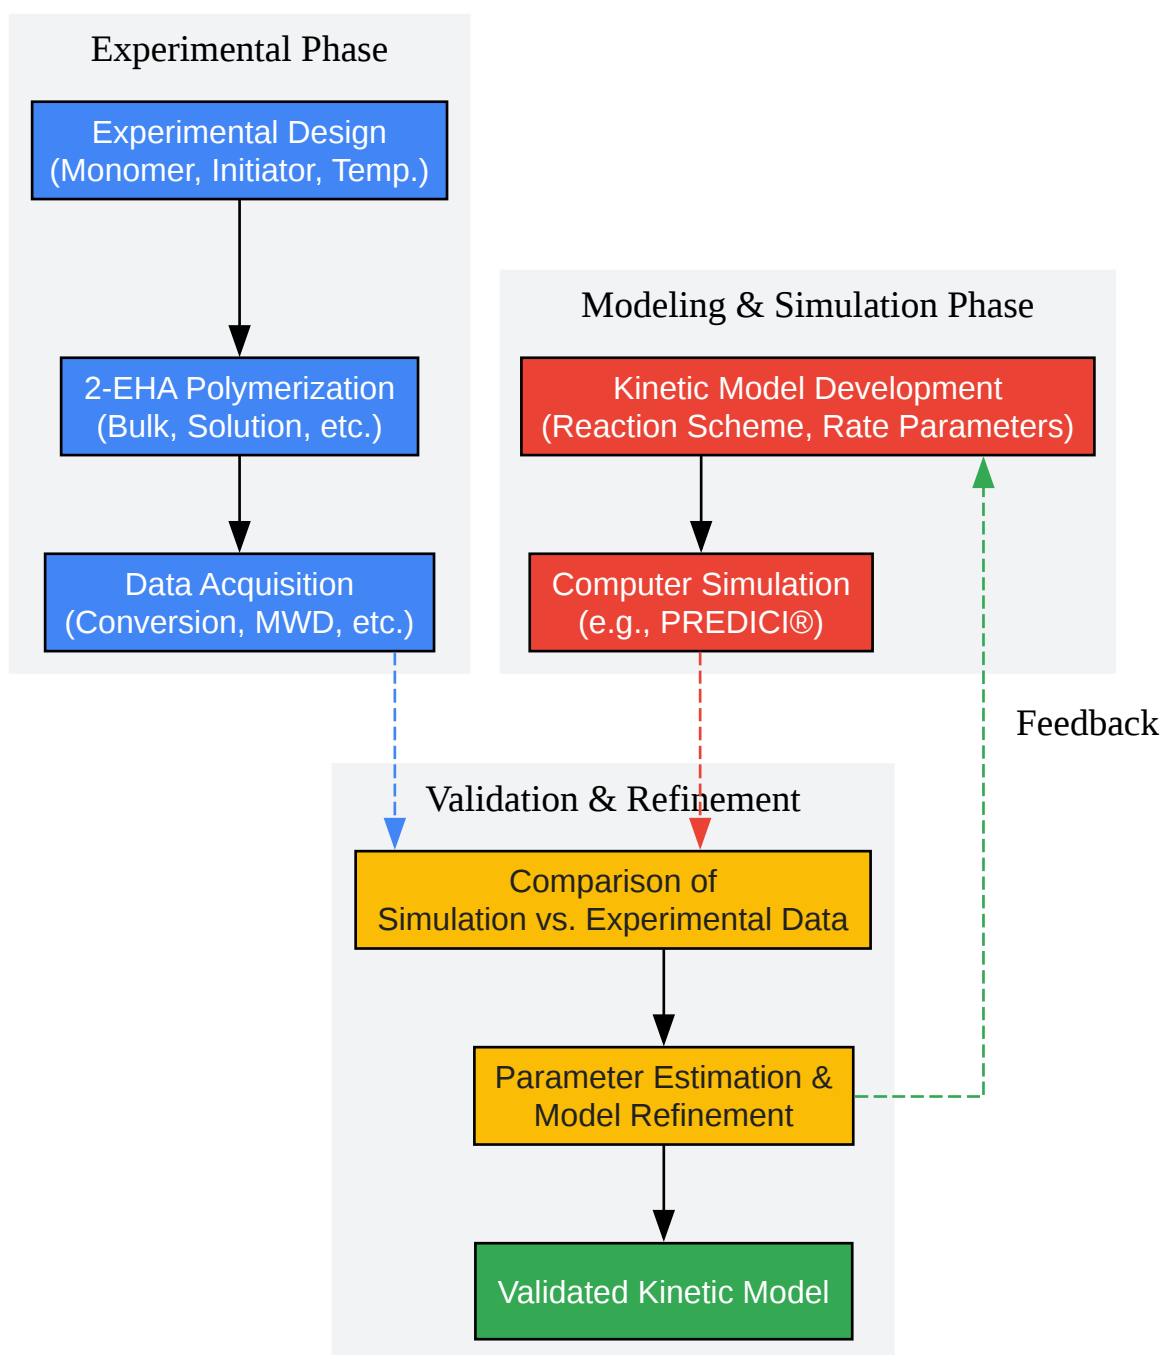 Experimental Phase
Experimental Design
(Monomer, Initiator, Temp.)
2-EHA Polymerization
(Bulk, Solution, etc.)
Data Acquisition
(Conversion, MWD, etc.)
Modeling & Simulation Phase
Kinetic Model Development
(Reaction Scheme, Rate Parameters)
Computer Simulation
(e.g., PREDICI®)
Feedback
Validation & Refinement
Comparison of
Simulation vs. Experimental Data
Parameter Estimation &
Model Refinement
Validated Kinetic Model